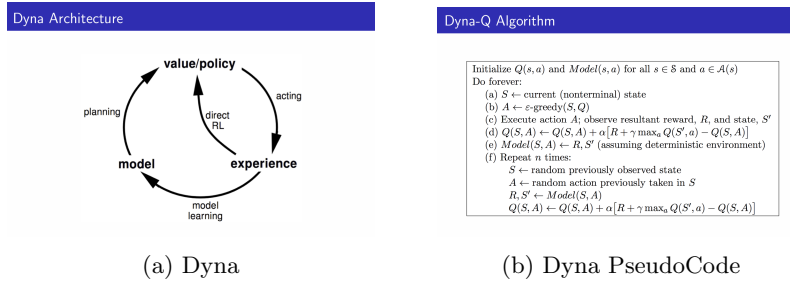 Dyna Architecture
value/policy
planning
acting
direct
RL
model
experience
model
learning
(a) Dyna
Dyna-Q Algorithm
Initialize Q(s, a) and Model(s, a) for all s ∈ 𝒮 and a ∈ 𝒜(s)
Do forever:
(a) S ← current (nonterminal) state
(b) A ← ε-greedy(S, Q)
(c) Execute action A; observe resultant reward, R, and state, S′
(d) Q(S, A) ← Q(S, A) + α[R + γ maxₐ Q(S′, a) − Q(S, A)]
(e) Model(S, A) ← R, S′ (assuming deterministic environment)
(f) Repeat n times:
S ← random previously observed state
A ← random action previously taken in S
R, S′ ← Model(S, A)
Q(S, A) ← Q(S, A) + α[R + γ maxₐ Q(S′, a) − Q(S, A)]
(b) Dyna PseudoCode